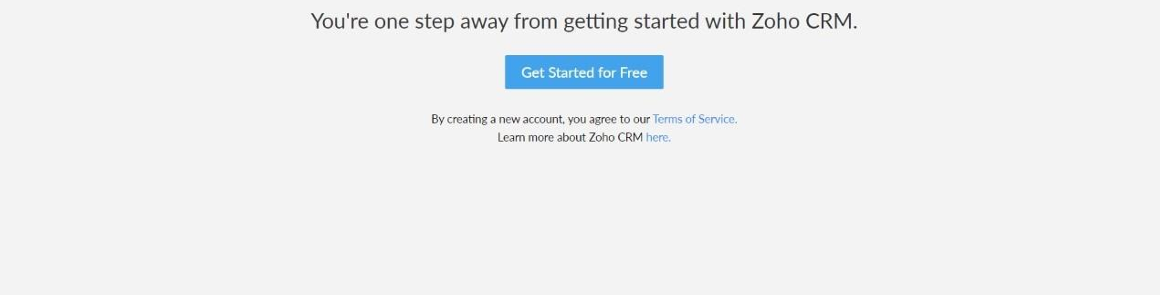 You're one step away from getting started with Zoho CRM.
Get Started for Free
By creating a new account, you agree to our Terms of Service.
Learn more about Zoho CRM here.